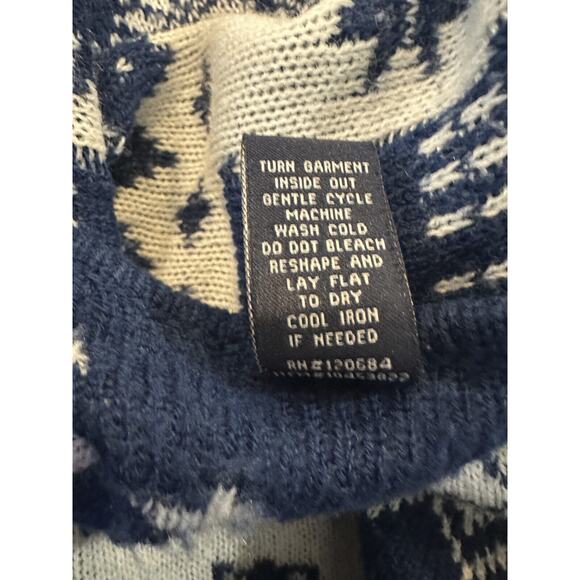 TURN GARMENT
INSIDE OUT
GENTLE CYCLE
MACHINE
WASH COLD
DO DOT BLEACH
RESHAPE AND
LAY FLAT
TO DRY
COOL IRON
IF NEEDED
RN#120684